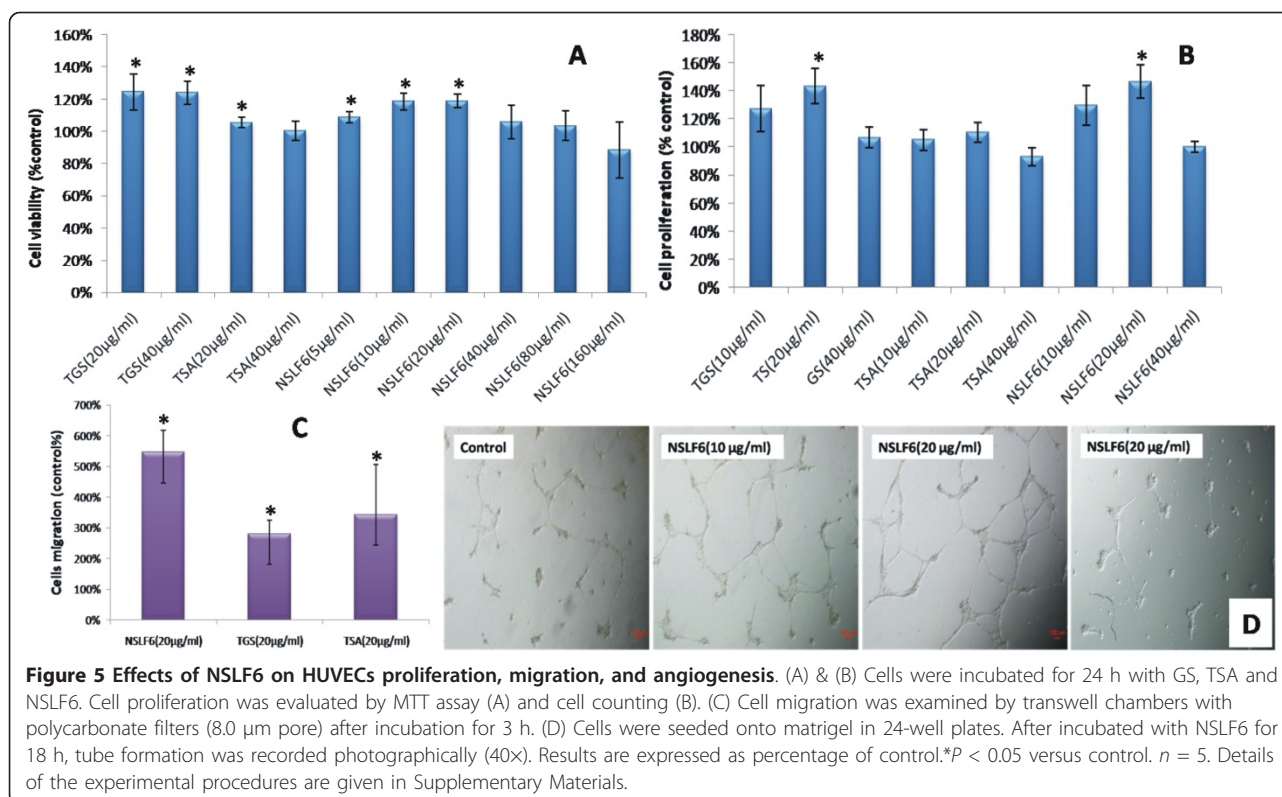 A
Cell viability (%control)
160%
140%
120%
100%
80%
60%
40%
20%
0%
* * * * * *
TGS(20μg/ml)
TGS(40μg/ml)
TSA(20μg/ml)
TSA(40μg/ml)
NSLF6(5μg/ml)
NSLF6(10μg/ml)
NSLF6(20μg/ml)
NSLF6(40μg/ml)
NSLF6(80μg/ml)
NSLF6(160μg/ml)
B
Cell proliferation (% control)
180%
160%
140%
120%
100%
80%
60%
40%
20%
0%
* *
TGS(10μg/ml)
TS(20μg/ml)
GS(40μg/ml)
TSA(10μg/ml)
TSA(20μg/ml)
TSA(40μg/ml)
NSLF6(10μg/ml)
NSLF6(20μg/ml)
NSLF6(40μg/ml)
C
Cells migration (control%)
700%
600%
500%
400%
300%
200%
100%
0%
* * *
NSLF6(20μg/ml)
TGS(20μg/ml)
TSA(20μg/ml)
Control
NSLF6(10 μg/ml)
NSLF6(20 μg/ml)
NSLF6(20 μg/ml)
D
Figure 5 Effects of NSLF6 on HUVECs proliferation, migration, and angiogenesis. (A) & (B) Cells were incubated for 24 h with GS, TSA and
NSLF6. Cell proliferation was evaluated by MTT assay (A) and cell counting (B). (C) Cell migration was examined by transwell chambers with
polycarbonate filters (8.0 μm pore) after incubation for 3 h. (D) Cells were seeded onto matrigel in 24-well plates. After incubated with NSLF6 for
18 h, tube formation was recorded photographically (40×). Results are expressed as percentage of control.*P < 0.05 versus control. n = 5. Details
of the experimental procedures are given in Supplementary Materials.